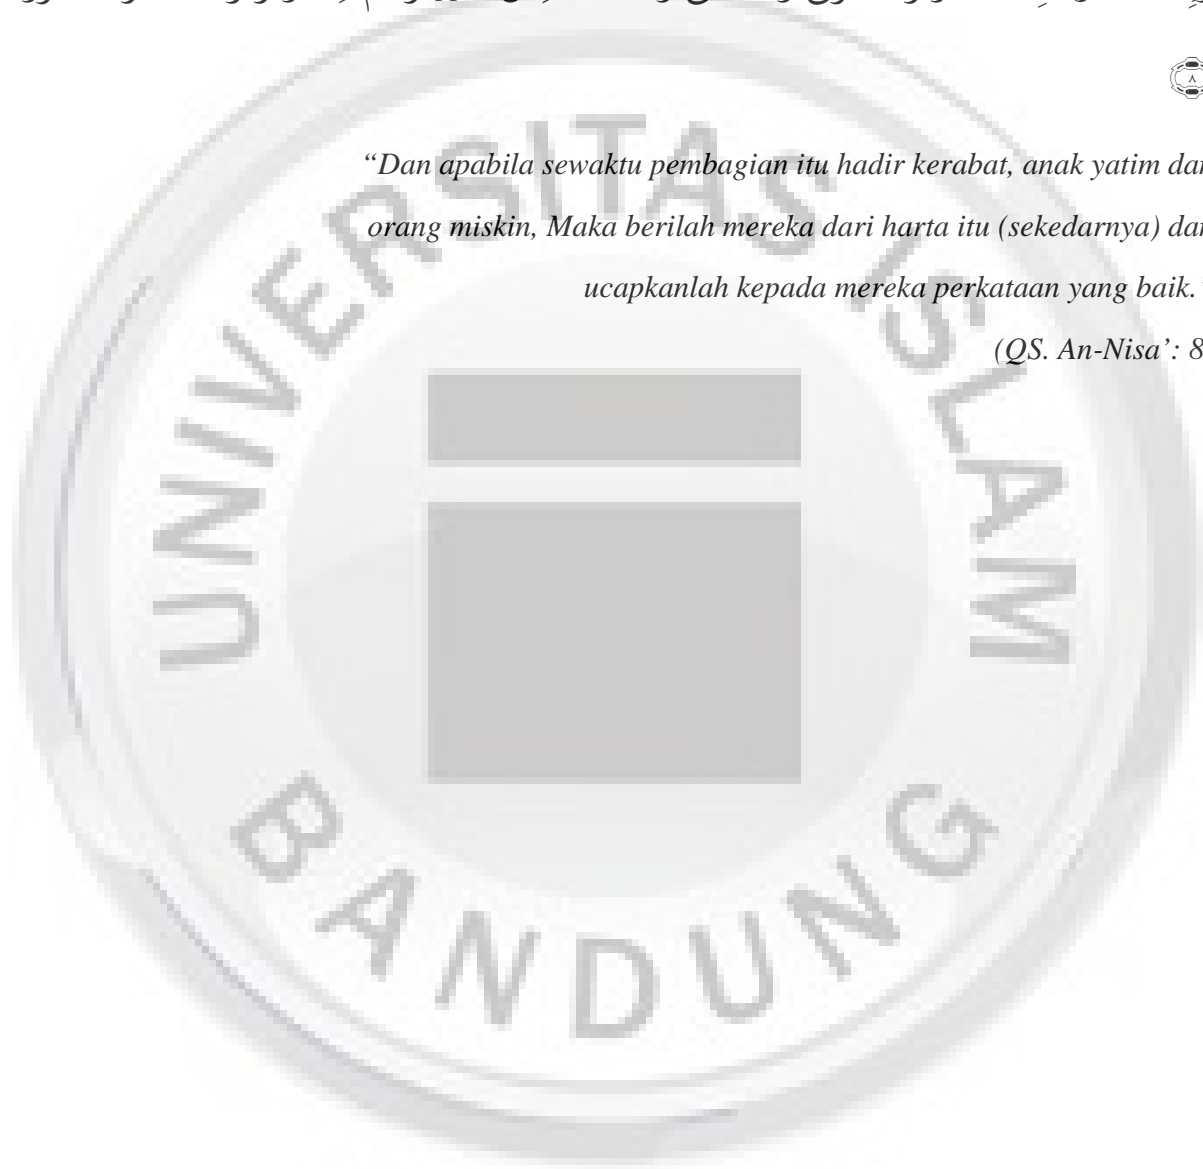 ٨
“Dan apabila sewaktu pembagian itu hadir kerabat, anak yatim dan
orang miskin, Maka berilah mereka dari harta itu (sekedarnya) dan
ucapkanlah kepada mereka perkataan yang baik.”
(QS. An-Nisa’: 8
UNIVERSITAS ISLAM
BANDUNG